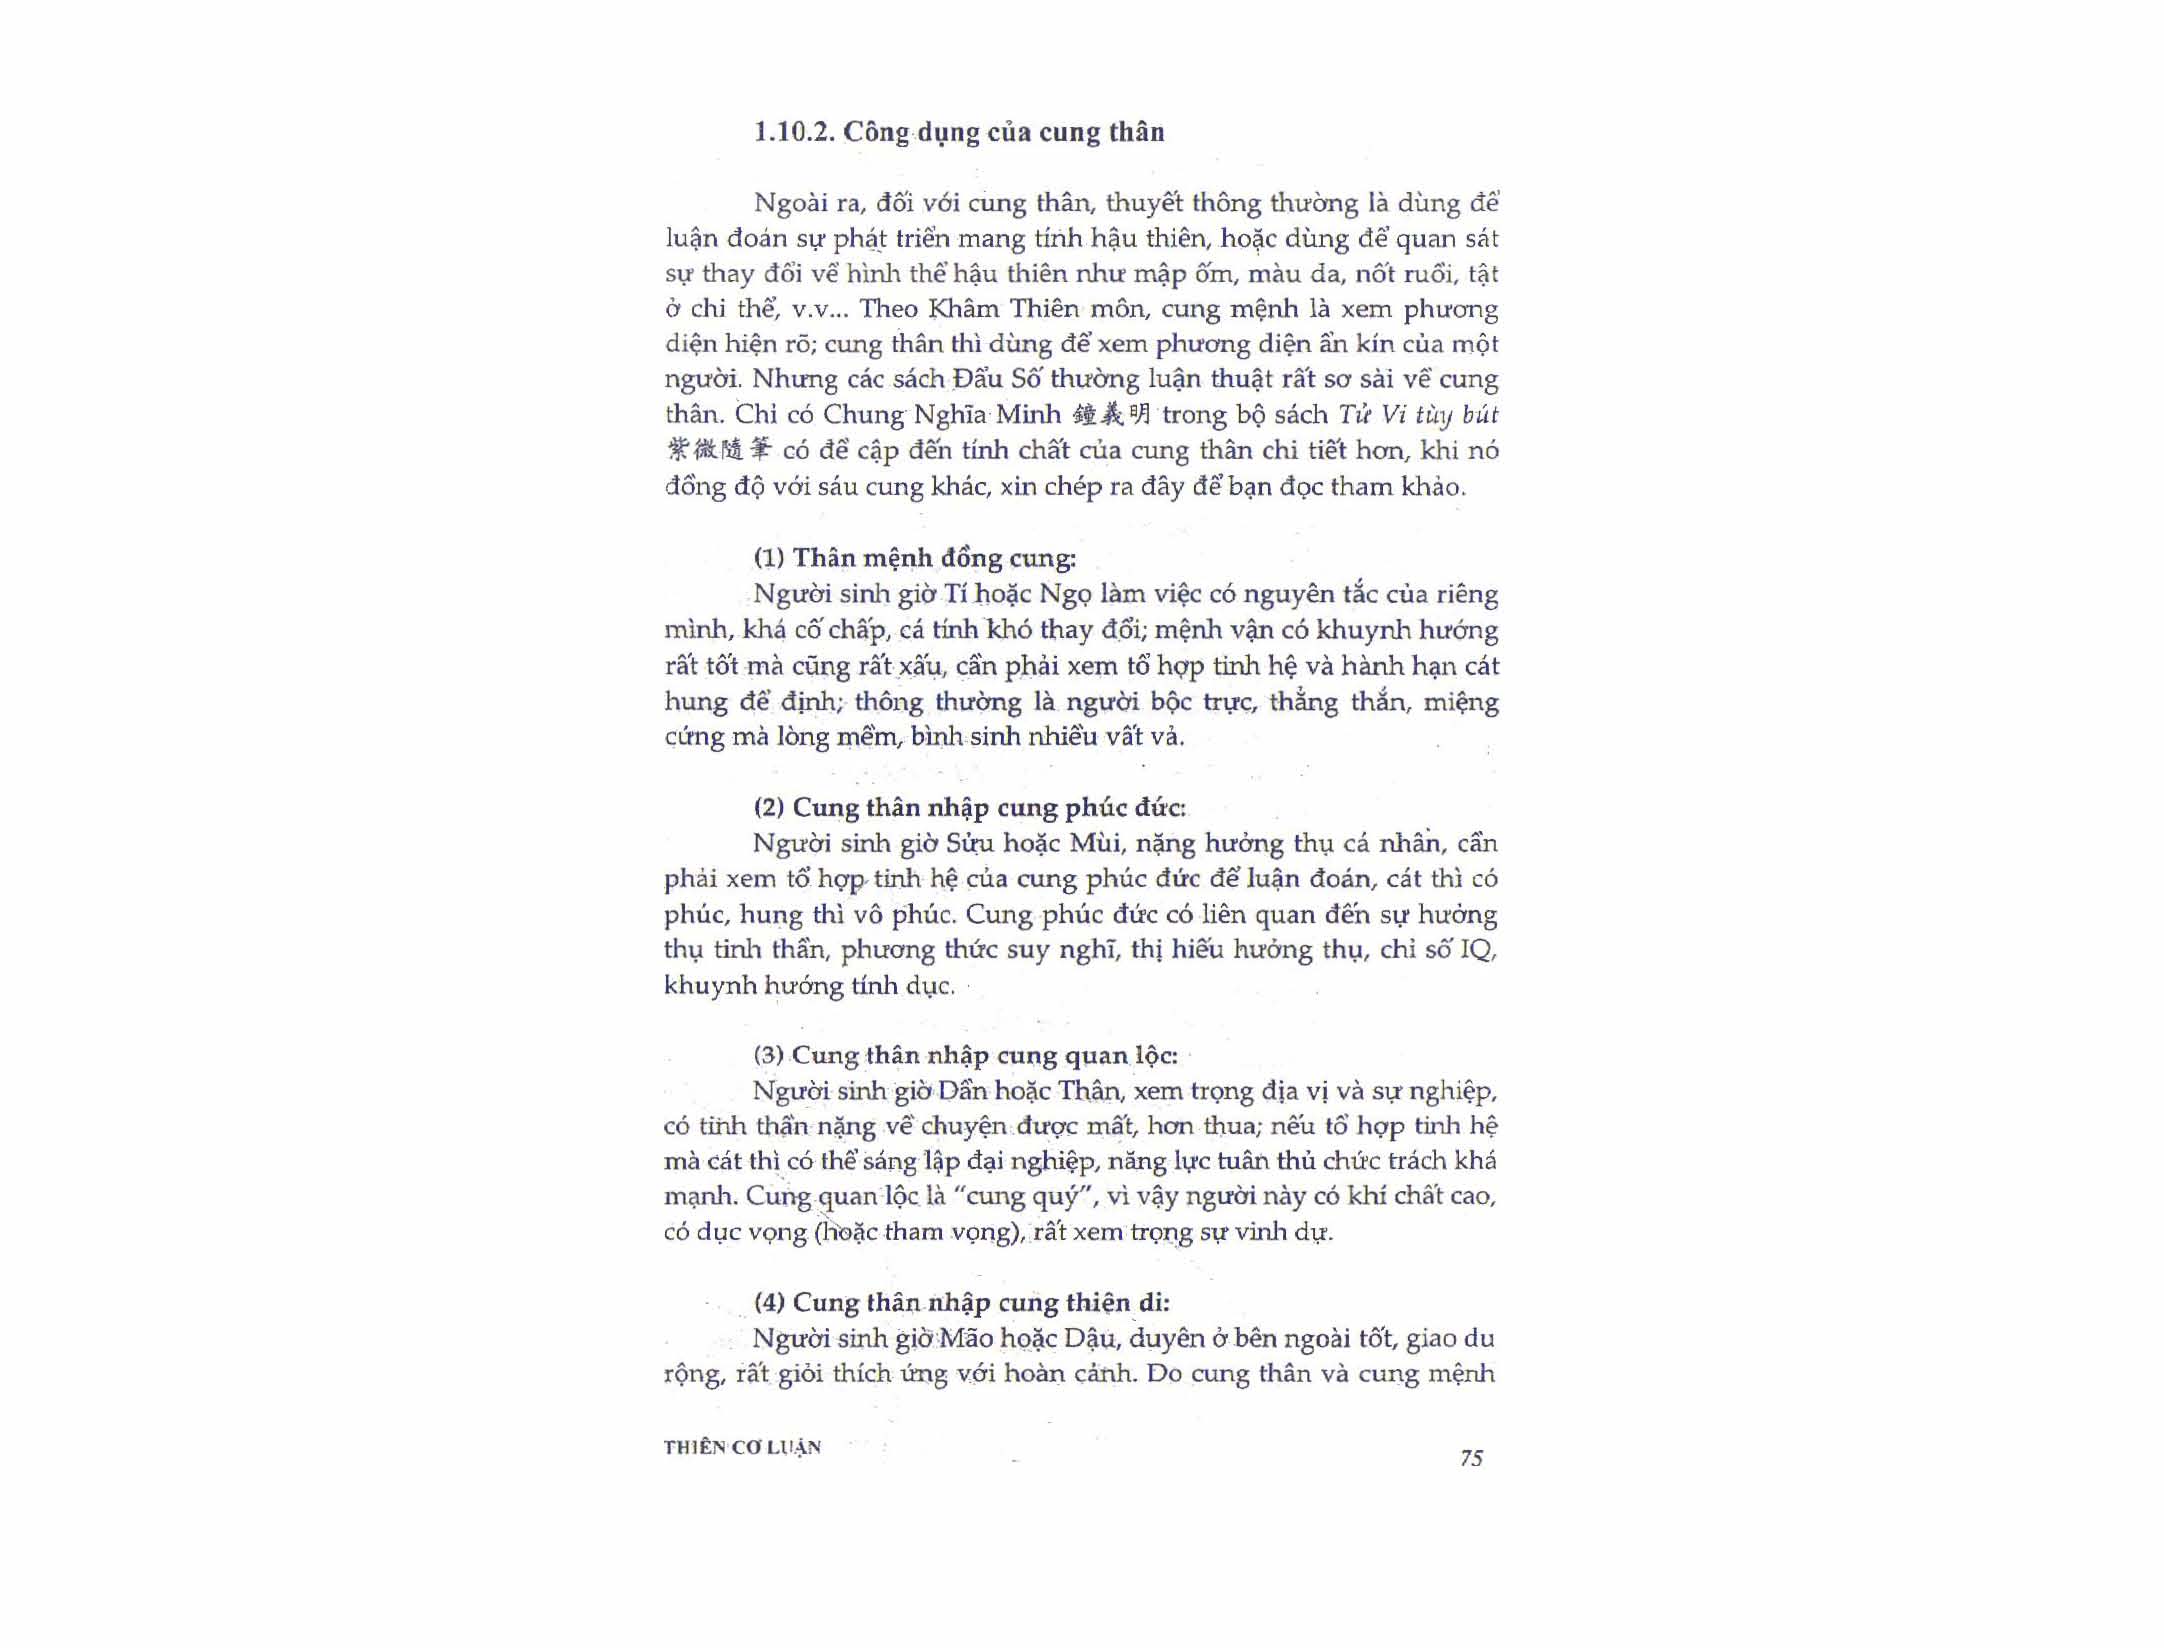 1.10.2. Công dụng của cung thân
Ngoài ra, đối với cung thân, thuyết thông thường là dùng để
luận đoán sự phát triển mang tính hậu thiên, hoặc dùng để quan sát
sự thay đổi về hình thể hậu thiên như mập ốm, màu da, nốt ruồi, tật
ở chi thể, v.v... Theo Khâm Thiên môn, cung mệnh là xem phương
diện hiện rõ; cung thân thì dùng để xem phương diện ẩn kín của một
người. Nhưng các sách Đẩu Số thường luận thuật rất sơ sài về cung
thân. Chỉ có Chung Nghĩa Minh 鐘義明 trong bộ sách Tử Vi tùy bút
紫微隨筆 có đề cập đến tính chất của cung thân chi tiết hơn, khi nó
đồng độ với sáu cung khác, xin chép ra đây để bạn đọc tham khảo.
(1) Thân mệnh đồng cung:
Người sinh giờ Tí hoặc Ngọ làm việc có nguyên tắc của riêng
mình, khá cố chấp, cá tính khó thay đổi; mệnh vận có khuynh hướng
rất tốt mà cũng rất xấu, cần phải xem tổ hợp tinh hệ và hành hạn cát
hung để định; thông thường là người bộc trực, thẳng thắn, miệng
cứng mà lòng mềm, bình sinh nhiều vất vả.
(2) Cung thân nhập cung phúc đức:
Người sinh giờ Sửu hoặc Mùi, nặng hưởng thụ cá nhân, cần
phải xem tổ hợp tinh hệ của cung phúc đức để luận đoán, cát thì có
phúc, hung thì vô phúc. Cung phúc đức có liên quan đến sự hưởng
thụ tinh thần, phương thức suy nghĩ, thị hiếu hưởng thụ, chỉ số IQ,
khuynh hướng tính dục.
(3) Cung thân nhập cung quan lộc:
Người sinh giờ Dần hoặc Thân, xem trọng địa vị và sự nghiệp,
có tinh thần nặng về chuyện được mất, hơn thua; nếu tổ hợp tinh hệ
mà cát thì có thể sáng lập đại nghiệp, năng lực tuân thủ chức trách khá
mạnh. Cung quan lộc là "cung quý", vì vậy người này có khí chất cao,
có dục vọng (hoặc tham vọng), rất xem trọng sự vinh dự.
(4) Cung thân nhập cung thiên di:
Người sinh giờ Mão hoặc Dậu, duyên ở bên ngoài tốt, giao du
rộng, rất giỏi thích ứng với hoàn cảnh. Do cung thân và cung mệnh
THIÊN CƠ LUẬN
75